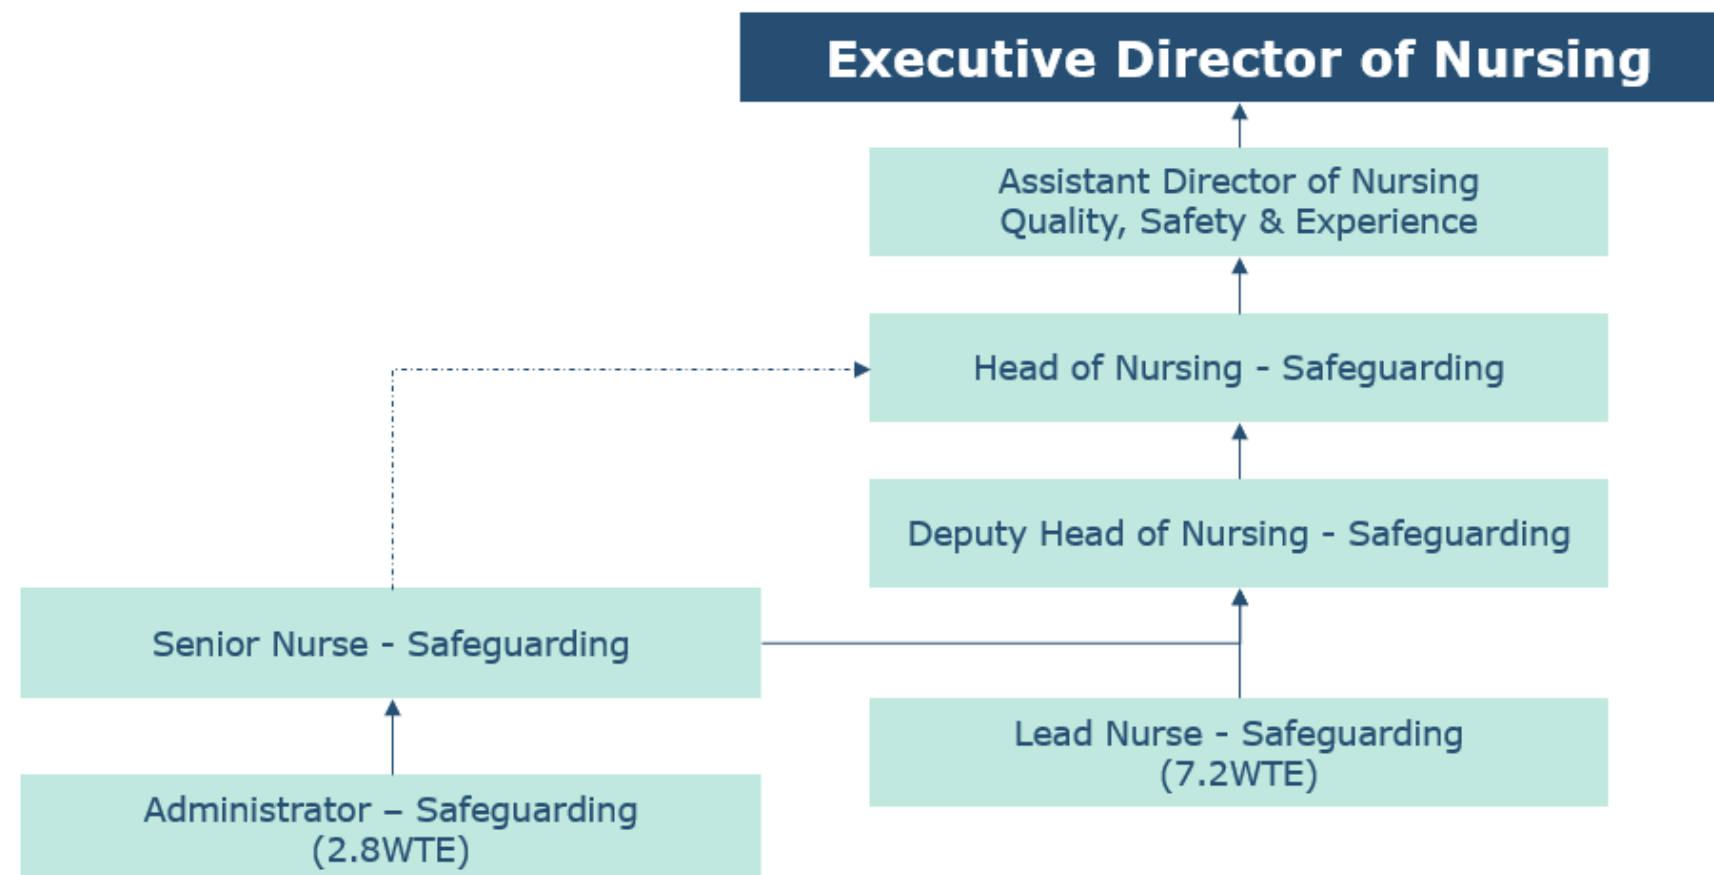 Executive Director of Nursing
Assistant Director of Nursing
Quality, Safety & Experience
Head of Nursing - Safeguarding
Deputy Head of Nursing - Safeguarding
Senior Nurse - Safeguarding
Lead Nurse - Safeguarding
(7.2WTE)
Administrator – Safeguarding
(2.8WTE)